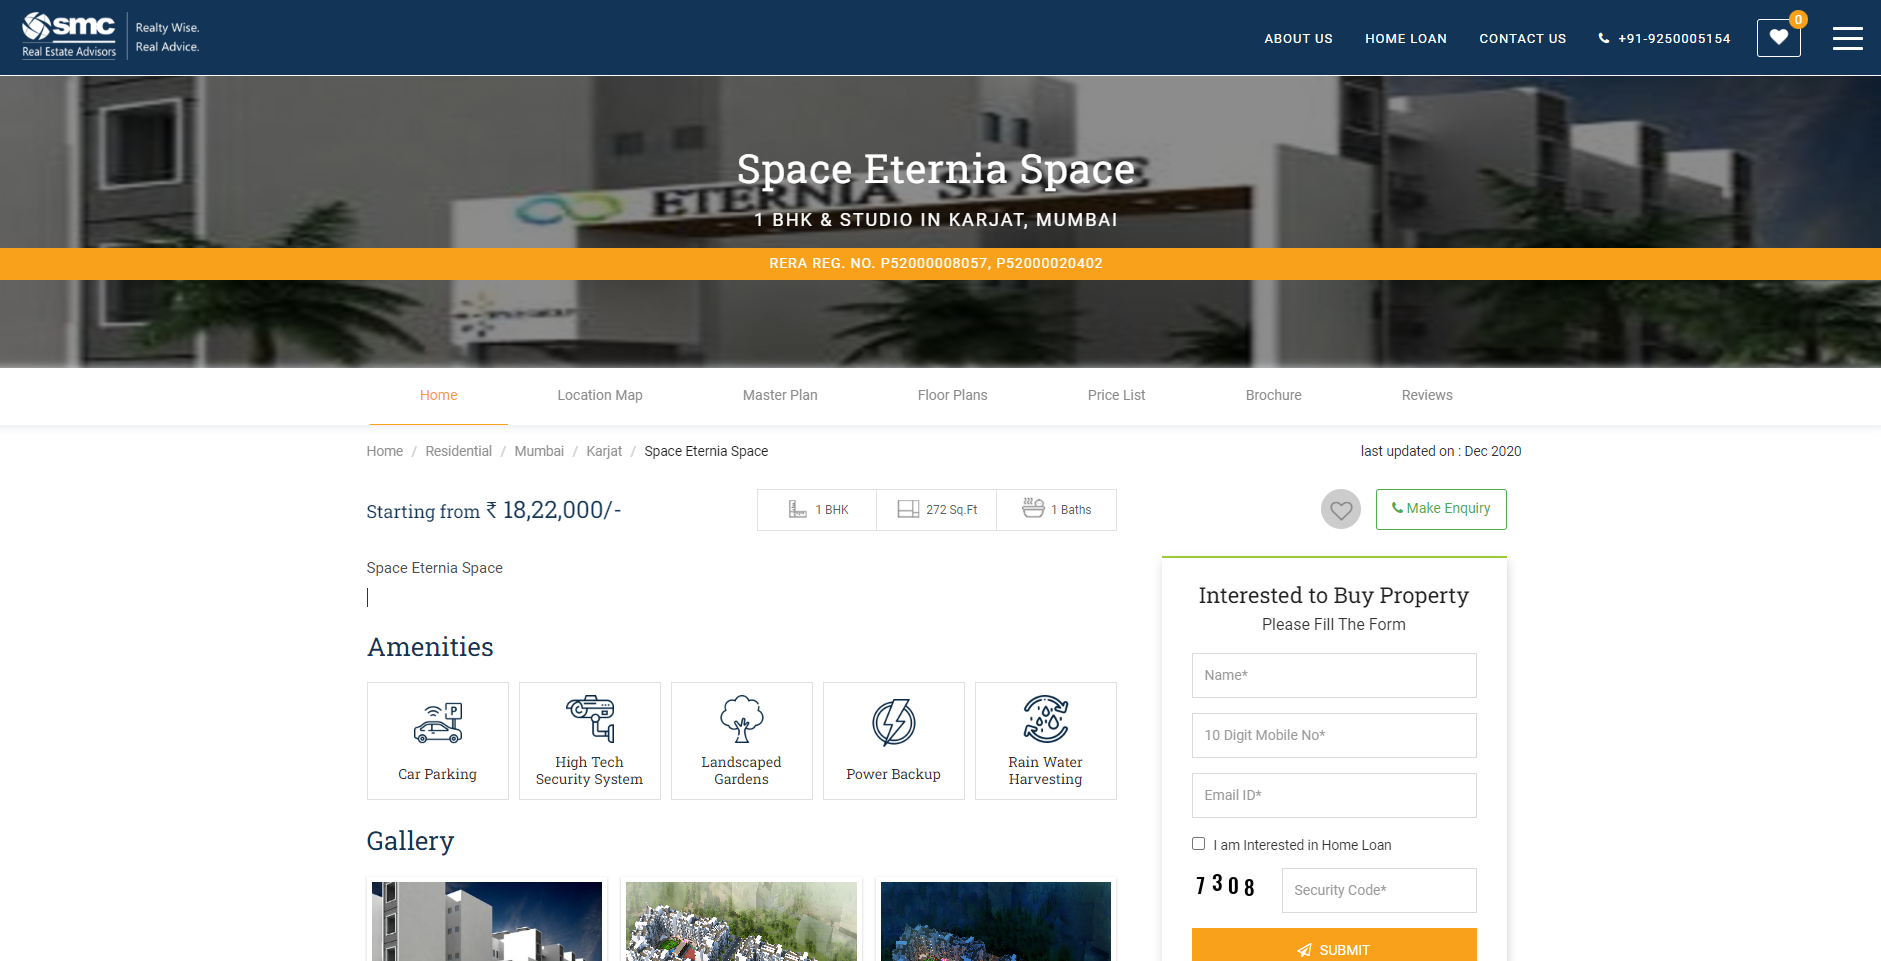 smc
Real Estate Advisors
Realty Wise.
Real Advice.
ABOUT US
HOME LOAN
CONTACT US
+91-9250005154
0
Space Eternia Space
1 BHK & STUDIO IN KARJAT, MUMBAI
RERA REG. NO. P52000008057, P52000020402
Home
Location Map
Master Plan
Floor Plans
Price List
Brochure
Reviews
Home / Residential / Mumbai / Karjat / Space Eternia Space
last updated on : Dec 2020
Starting from ₹ 18,22,000/-
1 BHK
272 Sq.Ft
1 Baths
Make Enquiry
Space Eternia Space
Amenities
P
Car Parking
High Tech
Security System
Landscaped
Gardens
Power Backup
Rain Water
Harvesting
Gallery
Interested to Buy Property
Please Fill The Form
Name*
10 Digit Mobile No*
Email ID*
I am Interested in Home Loan
7308
Security Code*
SUBMIT